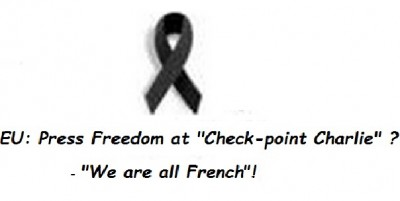 EU: Press Freedom at "Check-point Charlie" ?
- "We are all French"!